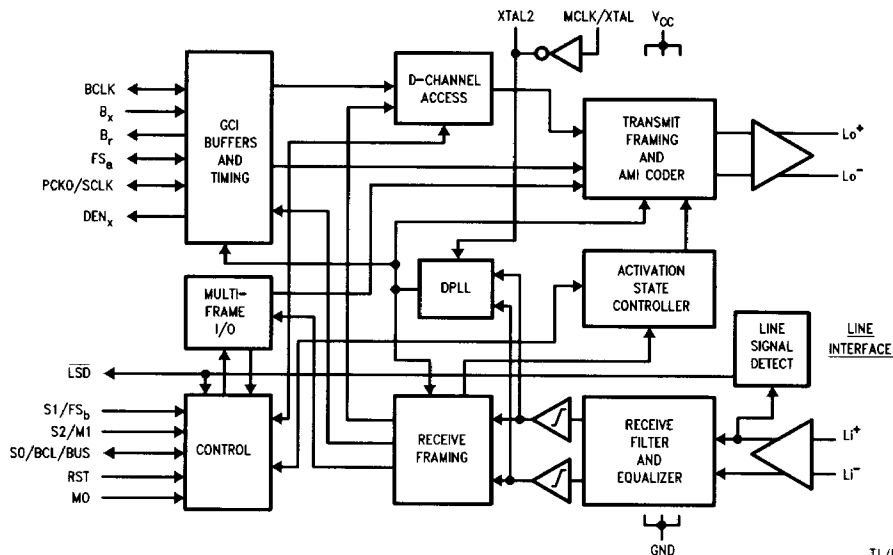 XTAL2
MCLK/XTAL
VCC
BCLK
Bx
Br
FSa
PCK0/SCLK
DENx
GCI
BUFFERS
AND
TIMING
D-CHANNEL
ACCESS
TRANSMIT
FRAMING
AND
AMI CODER
Lo+
Lo-
MULTI-
FRAME
I/O
DPLL
ACTIVATION
STATE
CONTROLLER
LINE
SIGNAL
DETECT
LINE
INTERFACE
LSD
S1/FSb
S2/M1
S0/BCL/BUS
RST
M0
CONTROL
RECEIVE
FRAMING
RECEIVE
FILTER
AND
EQUALIZER
Li+
Li-
GND